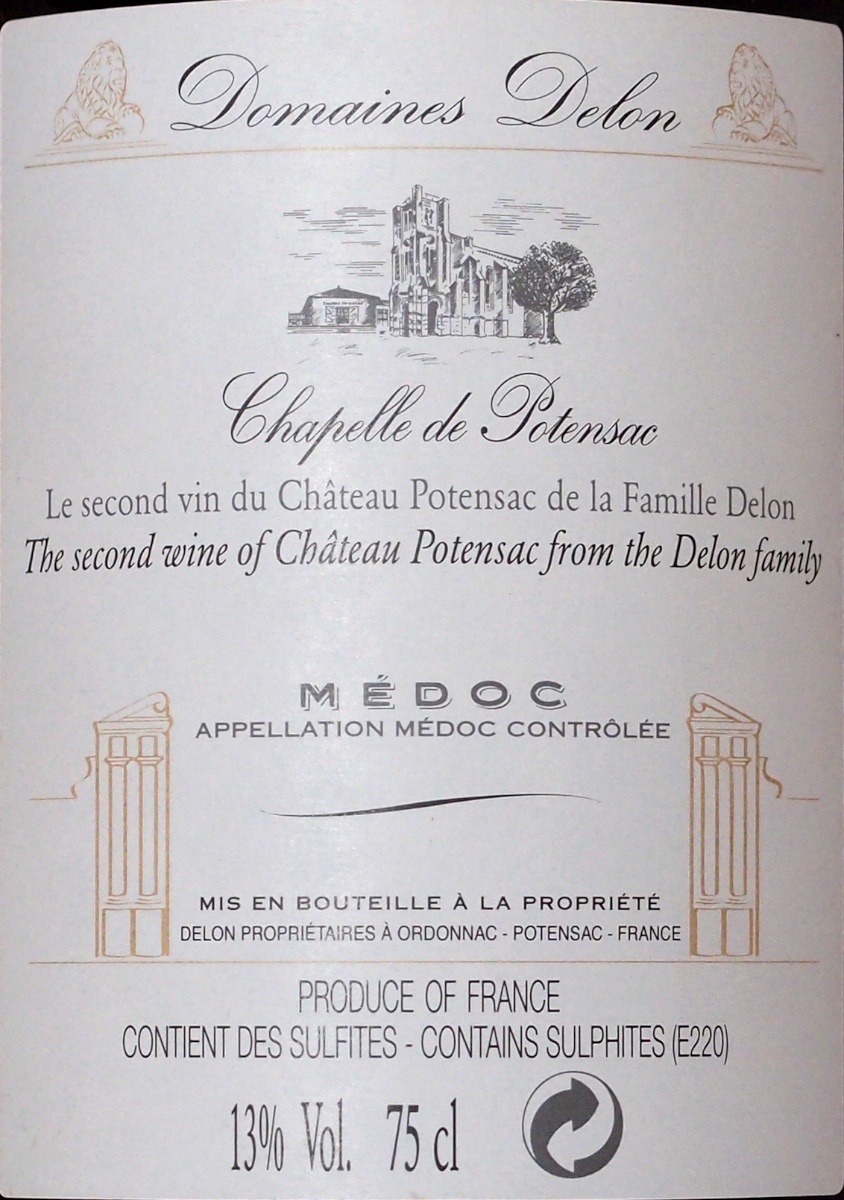 Domaines Delon
Chapelle de Potensac
Le second vin du Château Potensac de la Famille Delon
The second wine of Château Potensac from the Delon family
MÉDOC
APPELLATION MÉDOC CONTRÔLÉE
MIS EN BOUTEILLE À LA PROPRIÉTÉ
DELON PROPRIÉTAIRES À ORDONNAC - POTENSAC - FRANCE
PRODUCE OF FRANCE
CONTIENT DES SULFITES - CONTAINS SULPHITES (E220)
13% Vol. 75 cl